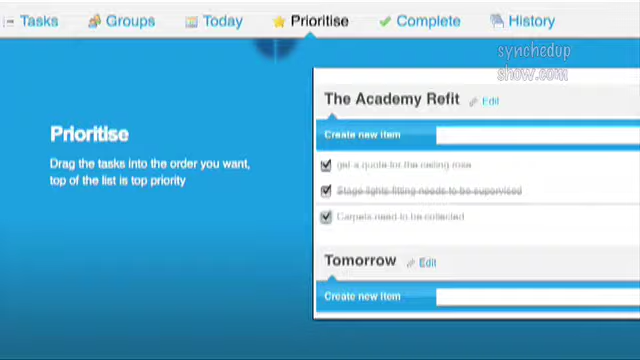 Tasks Groups Today Prioritise Complete History
synchedup
show.com
The Academy Refit Edit
Prioritise
Create new item
Drag the tasks into the order you want,
top of the list is top priority
get a quote for the ceiling rose
Stage lights fitting needs to be supervised
Carpets need to be collected
Tomorrow Edit
Create new item